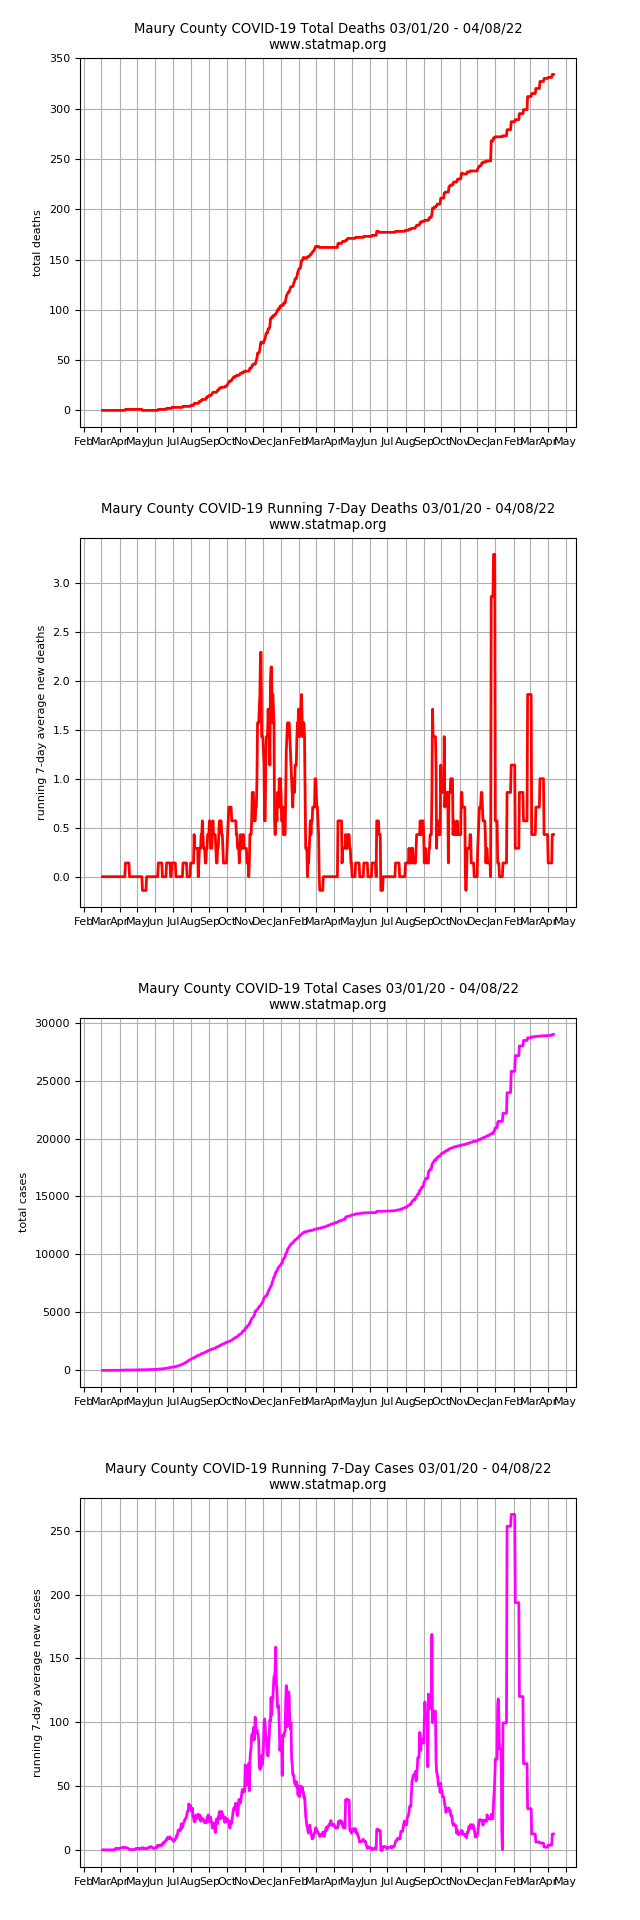 Maury County COVID-19 Total Deaths 03/01/20 - 04/08/22
www.statmap.org
350
300
250
200
150
100
50
0
total deaths
Feb Mar Apr May Jun Jul Aug Sep Oct Nov Dec Jan Feb Mar Apr May Jun Jul Aug Sep Oct Nov Dec Jan Feb Mar Apr May
Maury County COVID-19 Running 7-Day Deaths 03/01/20 - 04/08/22
www.statmap.org
3.0
2.5
2.0
1.5
1.0
0.5
0.0
running 7-day average new deaths
Feb Mar Apr May Jun Jul Aug Sep Oct Nov Dec Jan Feb Mar Apr May Jun Jul Aug Sep Oct Nov Dec Jan Feb Mar Apr May
Maury County COVID-19 Total Cases 03/01/20 - 04/08/22
www.statmap.org
30000
25000
20000
15000
10000
5000
0
total cases
Feb Mar Apr May Jun Jul Aug Sep Oct Nov Dec Jan Feb Mar Apr May Jun Jul Aug Sep Oct Nov Dec Jan Feb Mar Apr May
Maury County COVID-19 Running 7-Day Cases 03/01/20 - 04/08/22
www.statmap.org
250
200
150
100
50
0
running 7-day average new cases
Feb Mar Apr May Jun Jul Aug Sep Oct Nov Dec Jan Feb Mar Apr May Jun Jul Aug Sep Oct Nov Dec Jan Feb Mar Apr May